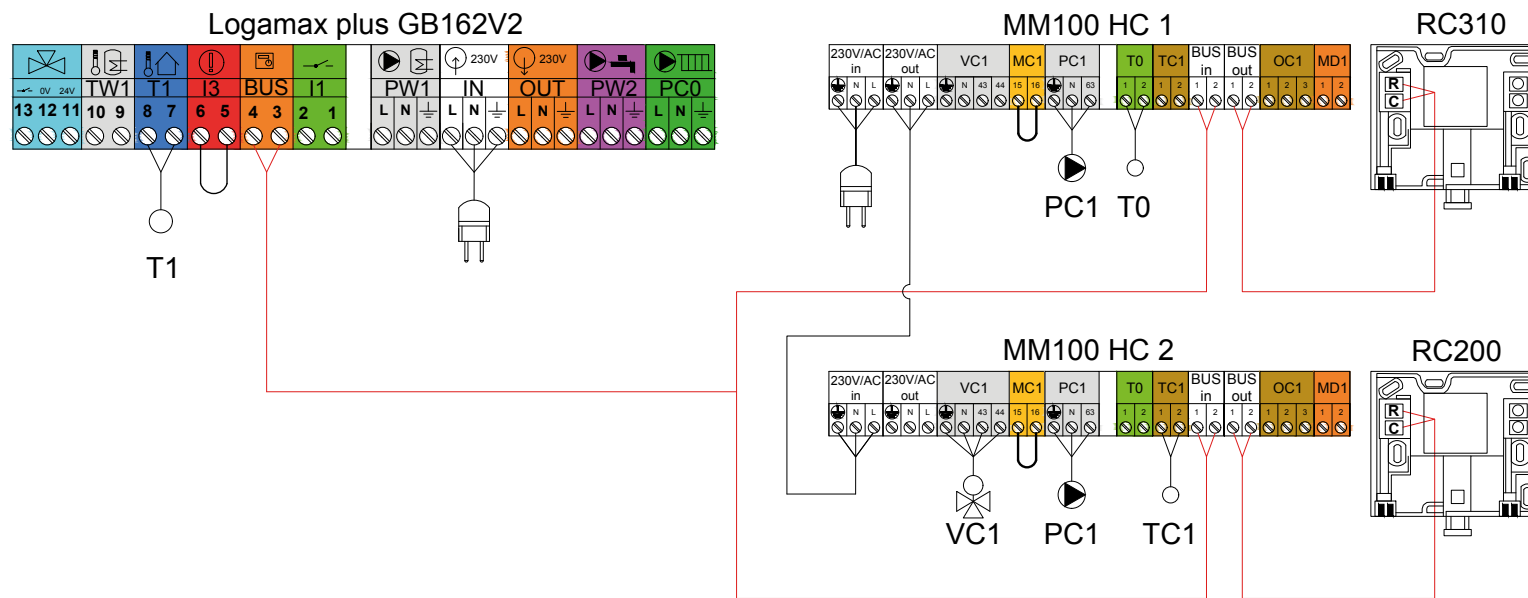 Logamax plus GB162V2
230V 230V
0V 24V TW1 T1 I3 BUS I1 PW1 IN OUT PW2 PC0
13 12 11 10 9 8 7 6 5 4 3 2 1 L N L N L N L N L N
T1
MM100 HC 1
230V/AC in 230V/AC out VC1 MC1 PC1 T0 TC1 BUS in BUS out OC1 MD1
N L N L N 43 44 15 16 N 63 1 2 1 2 1 2 1 2 1 2 3 1 2
PC1 T0
RC310
R
C
MM100 HC 2
230V/AC in 230V/AC out VC1 MC1 PC1 T0 TC1 BUS in BUS out OC1 MD1
N L N L N 43 44 15 16 N 63 1 2 1 2 1 2 1 2 1 2 3 1 2
VC1 PC1 TC1
RC200
R
C